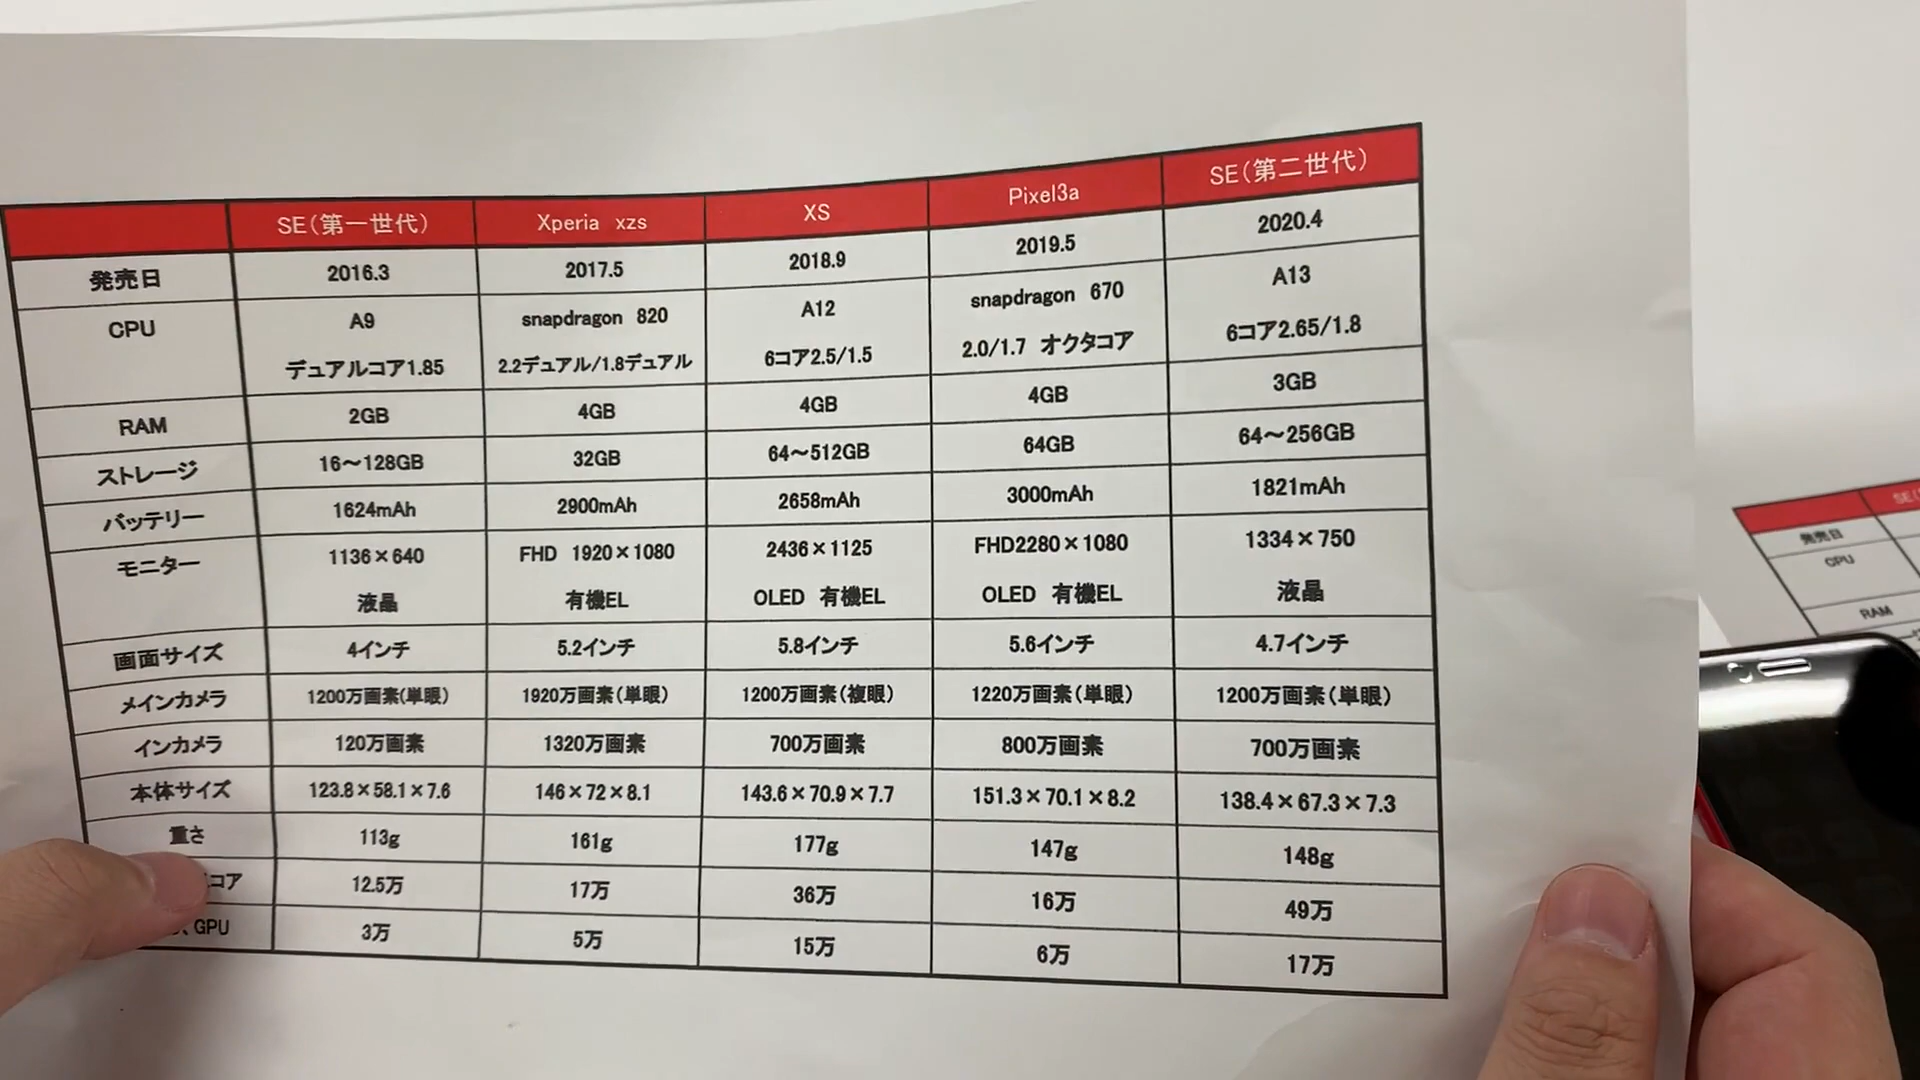 SE（第一世代） Xperia xzs XS Pixel3a SE（第二世代）
発売日 2016.3 2017.5 2018.9 2019.5 2020.4
CPU A9 snapdragon 820 A12 snapdragon 670 A13
デュアルコア1.85 2.2デュアル/1.8デュアル 6コア2.5/1.5 2.0/1.7 オクタコア 6コア2.65/1.8
RAM 2GB 4GB 4GB 4GB 3GB
ストレージ 16～128GB 32GB 64～512GB 64GB 64～256GB
バッテリー 1624mAh 2900mAh 2658mAh 3000mAh 1821mAh
モニター 1136×640 FHD 1920×1080 2436×1125 FHD2280×1080 1334×750
液晶 有機EL OLED 有機EL OLED 有機EL 液晶
画面サイズ 4インチ 5.2インチ 5.8インチ 5.6インチ 4.7インチ
メインカメラ 1200万画素（単眼） 1920万画素（単眼） 1200万画素（複眼） 1220万画素（単眼） 1200万画素（単眼）
インカメラ 120万画素 1320万画素 700万画素 800万画素 700万画素
本体サイズ 123.8×58.1×7.6 146×72×8.1 143.6×70.9×7.7 151.3×70.1×8.2 138.4×67.3×7.3
重さ 113g 161g 177g 147g 148g
コア 12.5万 17万 36万 16万 49万
GPU 3万 5万 15万 6万 17万
SE（
発売日
CPU
RAM